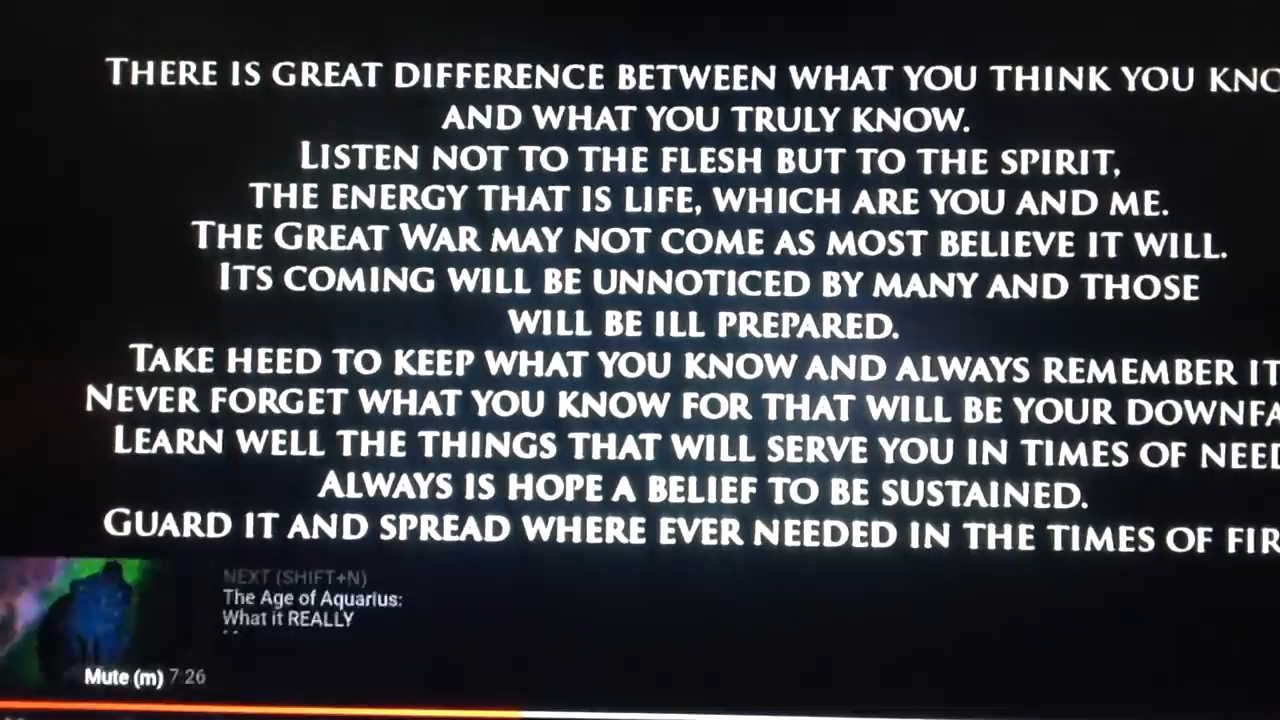 THERE IS GREAT DIFFERENCE BETWEEN WHAT YOU THINK YOU KNO
AND WHAT YOU TRULY KNOW.
LISTEN NOT TO THE FLESH BUT TO THE SPIRIT,
THE ENERGY THAT IS LIFE, WHICH ARE YOU AND ME.
THE GREAT WAR MAY NOT COME AS MOST BELIEVE IT WILL.
ITS COMING WILL BE UNNOTICED BY MANY AND THOSE
WILL BE ILL PREPARED.
TAKE HEED TO KEEP WHAT YOU KNOW AND ALWAYS REMEMBER IT
NEVER FORGET WHAT YOU KNOW FOR THAT WILL BE YOUR DOWNFA
LEARN WELL THE THINGS THAT WILL SERVE YOU IN TIMES OF NEED
ALWAYS IS HOPE A BELIEF TO BE SUSTAINED.
GUARD IT AND SPREAD WHERE EVER NEEDED IN THE TIMES OF FIR
NEXT (SHIFT+N)
The Age of Aquarius:
What it REALLY
Mute (m) 7:26